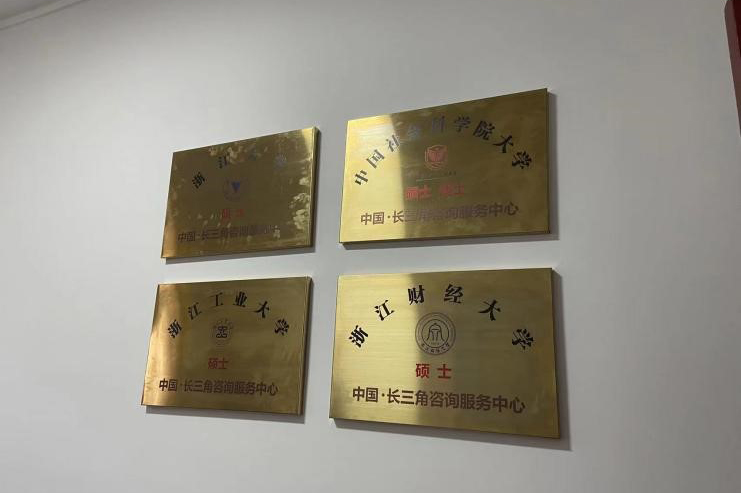 浙江
硕士
中国·长三角咨询服务中心
中国社会科学院大学
硕士 硕士
中国·长三角咨询服务中心
浙江工业大学
硕士
中国·长三角咨询服务中心
浙江财经大学
硕士
中国·长三角咨询服务中心